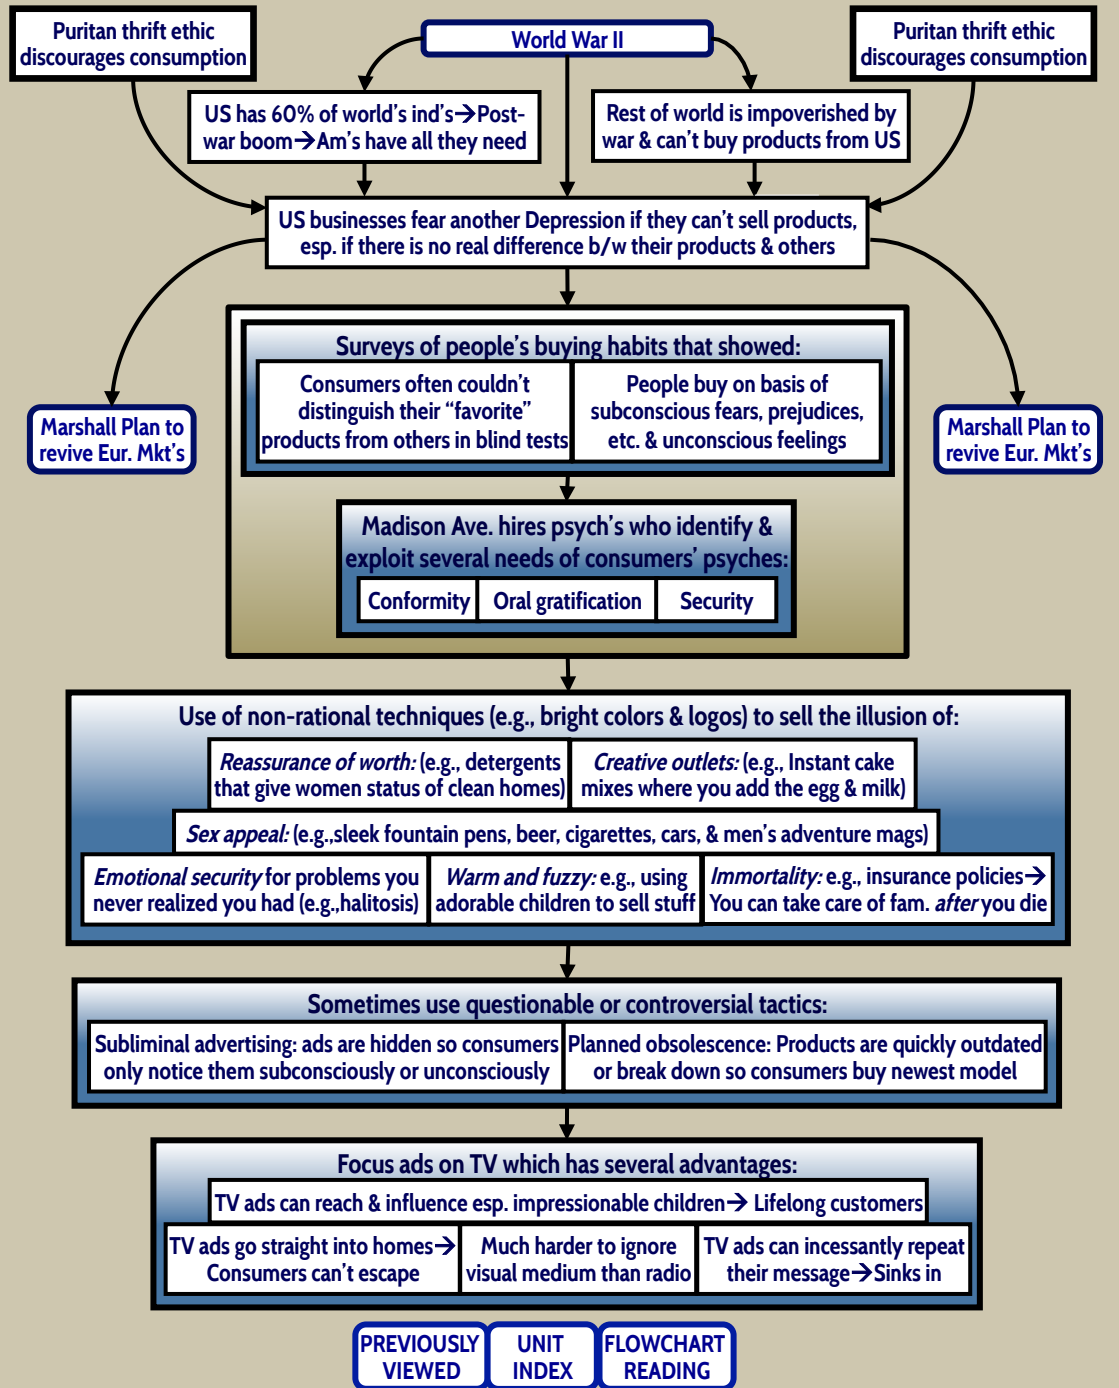 Puritan thrift ethic
discourages consumption
World War II
Puritan thrift ethic
discourages consumption
US has 60% of world's ind's→Post-
war boom→Am's have all they need
Rest of world is impoverished by
war & can't buy products from US
US businesses fear another Depression if they can't sell products,
esp. if there is no real difference b/w their products & others
Marshall Plan to
revive Eur. Mkt's
Surveys of people's buying habits that showed:
Consumers often couldn't
distinguish their “favorite”
products from others in blind tests
People buy on basis of
subconscious fears, prejudices,
etc. & unconscious feelings
Marshall Plan to
revive Eur. Mkt's
Madison Ave. hires psych's who identify &
exploit several needs of consumers' psyches:
Conformity
Oral gratification
Security
Use of non-rational techniques (e.g., bright colors & logos) to sell the illusion of:
Reassurance of worth: (e.g., detergents
that give women status of clean homes)
Creative outlets: (e.g., Instant cake
mixes where you add the egg & milk)
Sex appeal: (e.g.,sleek fountain pens, beer, cigarettes, cars, & men's adventure mags)
Emotional security for problems you
never realized you had (e.g.,halitosis)
Warm and fuzzy: e.g., using
adorable children to sell stuff
Immortality: e.g., insurance policies→
You can take care of fam. after you die
Sometimes use questionable or controversial tactics:
Subliminal advertising: ads are hidden so consumers
only notice them subconsciously or unconsciously
Planned obsolescence: Products are quickly outdated
or break down so consumers buy newest model
Focus ads on TV which has several advantages:
TV ads can reach & influence esp. impressionable children→ Lifelong customers
TV ads go straight into homes→
Consumers can't escape
Much harder to ignore
visual medium than radio
TV ads can incessantly repeat
their message→Sinks in
PREVIOUSLY
VIEWED
UNIT
INDEX
FLOWCHART
READING